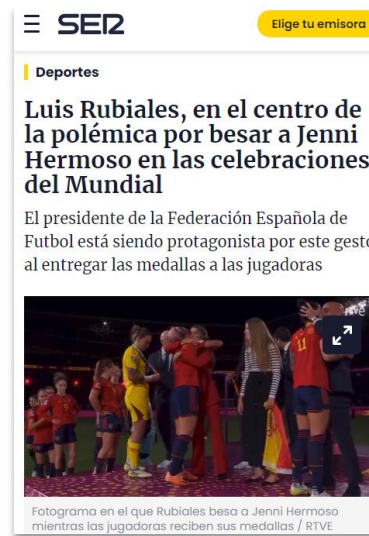 SER
Elige tu emisora
Deportes
Luis Rubiales, en el centro de
la polémica por besar a Jenni
Hermoso en las celebraciones
del Mundial
El presidente de la Federación Española de
Futbol está siendo protagonista por este gesto
al entregar las medallas a las jugadoras
rtve
11
Fotograma en el que Rubiales besa a Jenni Hermoso
mientras las jugadoras reciben sus medallas / RTVE